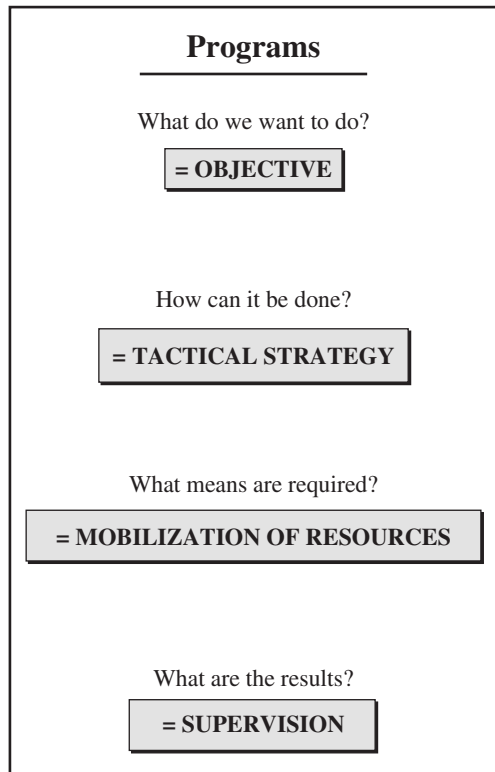 Programs
What do we want to do?
= OBJECTIVE
How can it be done?
= TACTICAL STRATEGY
What means are required?
= MOBILIZATION OF RESOURCES
What are the results?
= SUPERVISION